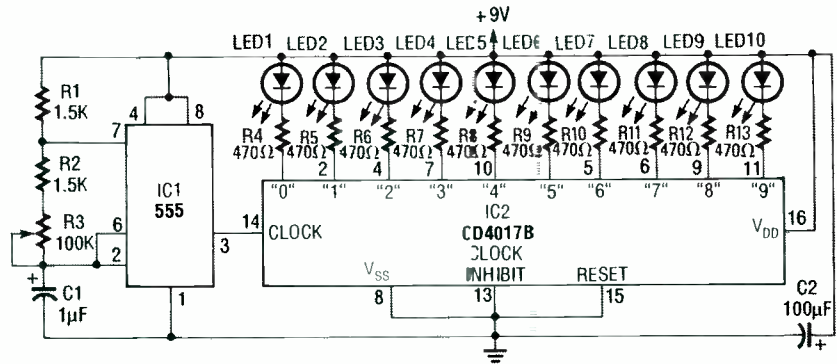 +9V
LED1 LED2 LED3 LED4 LED5 LED6 LED7 LED8 LED9 LED10
R1
1.5K
4 8
7
R4 R5 R6 R7 R8 R9 R10 R11 R12 R13
470Ω 470Ω 470Ω 470Ω 470Ω 470Ω 470Ω 470Ω 470Ω 470Ω
2 4 7 10 5 6 9 11
R2
1.5K
IC1
555
"0" "1" "2" "3" "4" "5" "6" "7" "8" "9"
R3
100K
6
2
3
14
CLOCK
IC2
CD4017B
CLOCK
INHIBIT
VDD
16
VSS
RESET
8 13 15
+
C1
1µF
1
C2
100µF
+